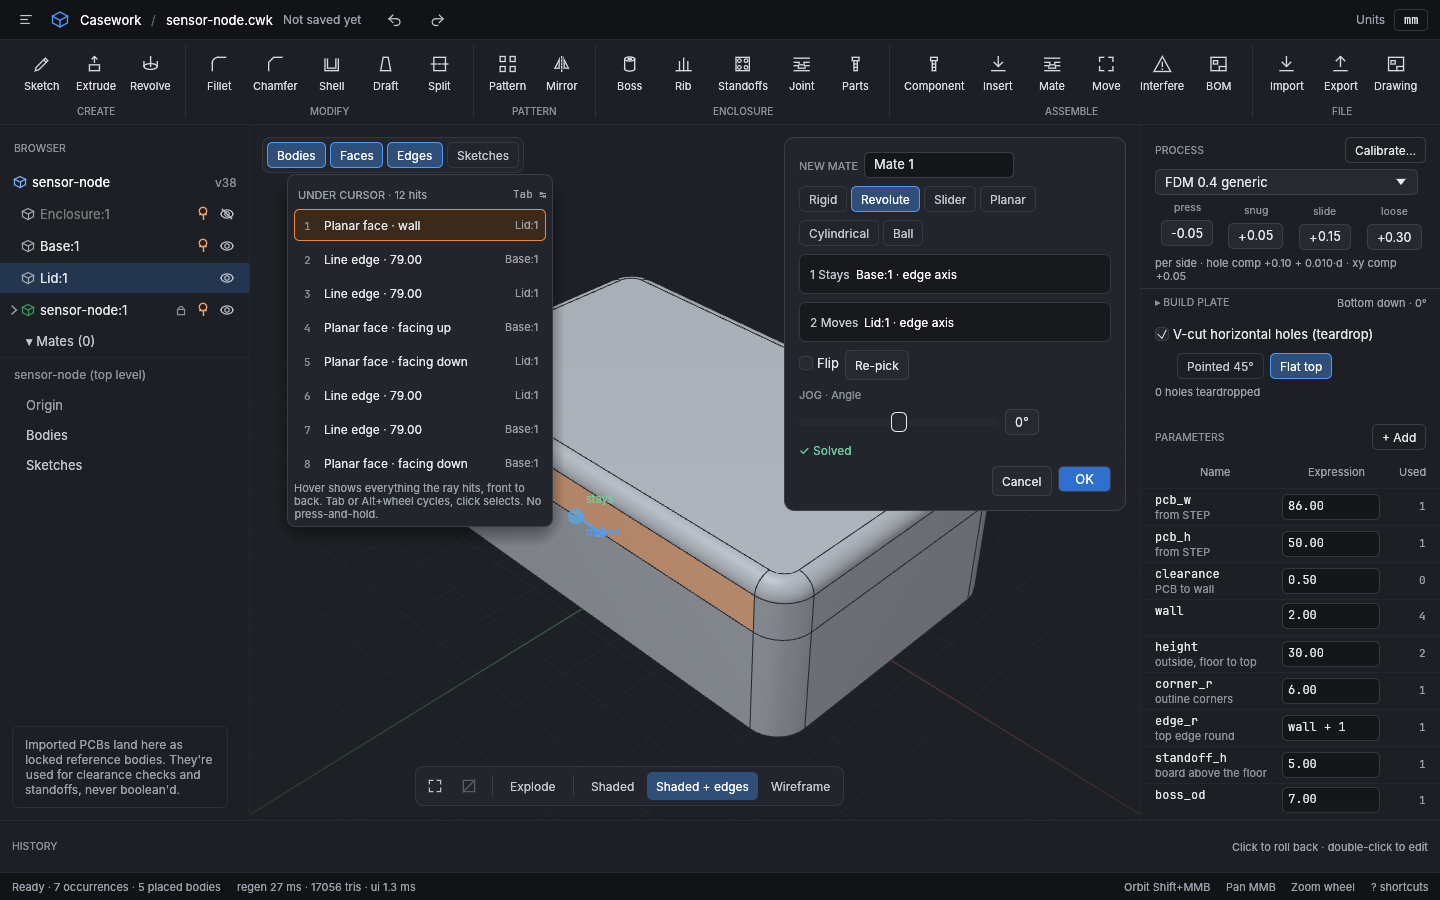 Casework / sensor-node.cwk Not saved yet
Units mm
Sketch Extrude Revolve Fillet Chamfer Shell Draft Split Pattern Mirror Boss Rib Standoffs Joint Parts Component Insert Mate Move Interfere BOM Import Export Drawing
CREATE MODIFY PATTERN ENCLOSURE ASSEMBLE FILE
BROWSER
sensor-node v38
Enclosure:1
Base:1
Lid:1
sensor-node:1
▾ Mates (0)
sensor-node (top level)
Origin
Bodies
Sketches
Imported PCBs land here as
locked reference bodies. They're
used for clearance checks and
standoffs, never boolean'd.
Bodies Faces Edges Sketches
UNDER CURSOR · 12 hits Tab
1 Planar face · wall Lid:1
2 Line edge · 79.00 Base:1
3 Line edge · 79.00 Lid:1
4 Planar face · facing up Base:1
5 Planar face · facing down Lid:1
6 Line edge · 79.00 Lid:1
7 Line edge · 79.00 Base:1
8 Planar face · facing down Base:1
Hover shows everything the ray hits, front to
back. Tab or Alt+wheel cycles, click selects. No
press-and-hold.
stays
NEW MATE Mate 1
Rigid Revolute Slider Planar
Cylindrical Ball
1 Stays Base:1 · edge axis
2 Moves Lid:1 · edge axis
Flip Re-pick
JOG · Angle
0°
✓ Solved
Cancel OK
Explode Shaded Shaded + edges Wireframe
PROCESS Calibrate...
FDM 0.4 generic
press snug slide loose
-0.05 +0.05 +0.15 +0.30
per side · hole comp +0.10 + 0.010·d · xy comp
+0.05
▸ BUILD PLATE Bottom down · 0°
V-cut horizontal holes (teardrop)
Pointed 45° Flat top
0 holes teardropped
PARAMETERS + Add
Name Expression Used
pcb_w 86.00 1
from STEP
pcb_h 50.00 1
from STEP
clearance 0.50 0
PCB to wall
wall 2.00 4
height 30.00 2
outside, floor to top
corner_r 6.00 1
outline corners
edge_r wall + 1 1
top edge round
standoff_h 5.00 1
board above the floor
boss_od 7.00 1
HISTORY Click to roll back · double-click to edit
Ready · 7 occurrences · 5 placed bodies regen 27 ms · 17056 tris · ui 1.3 ms
Orbit Shift+MMB Pan MMB Zoom wheel ? shortcuts